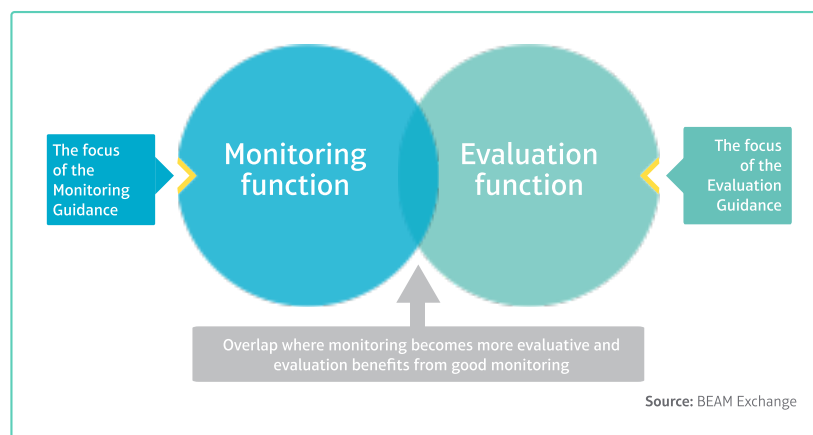 The focus
of the
Monitoring
Guidance
Monitoring
function
Evaluation
function
The focus
of the
Evaluation
Guidance
Overlap where monitoring becomes more evaluative and
evaluation benefits from good monitoring
Source: BEAM Exchange